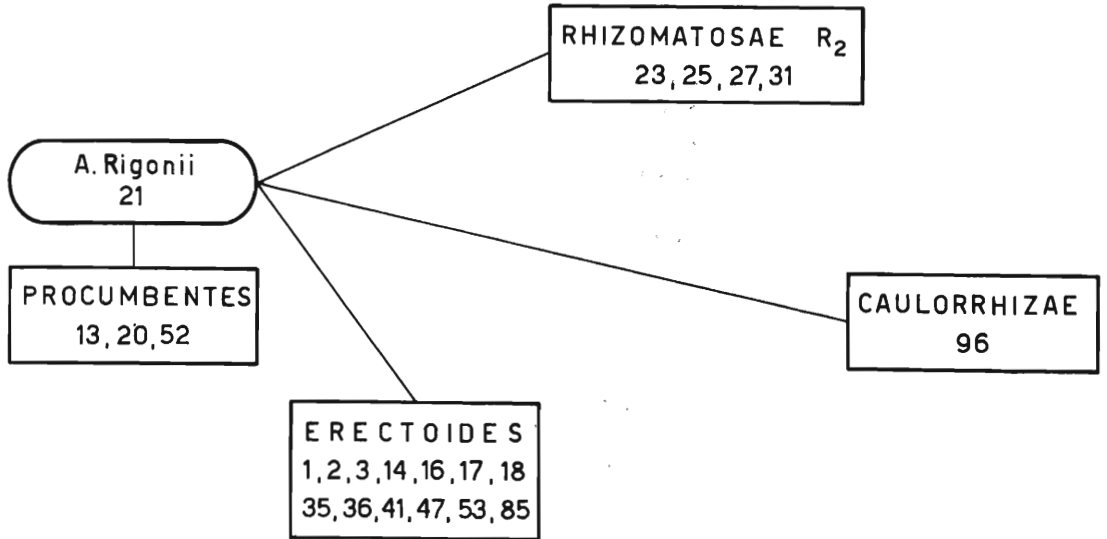 RHIZOMATOSAE R2
23, 25, 27, 31
A. Rigonii
21
PROCUMBENTES
13, 20, 52
CAULORRHIZAE
96
ERECTOIDES
1, 2, 3, 14, 16, 17, 18
35, 36, 41, 47, 53, 85